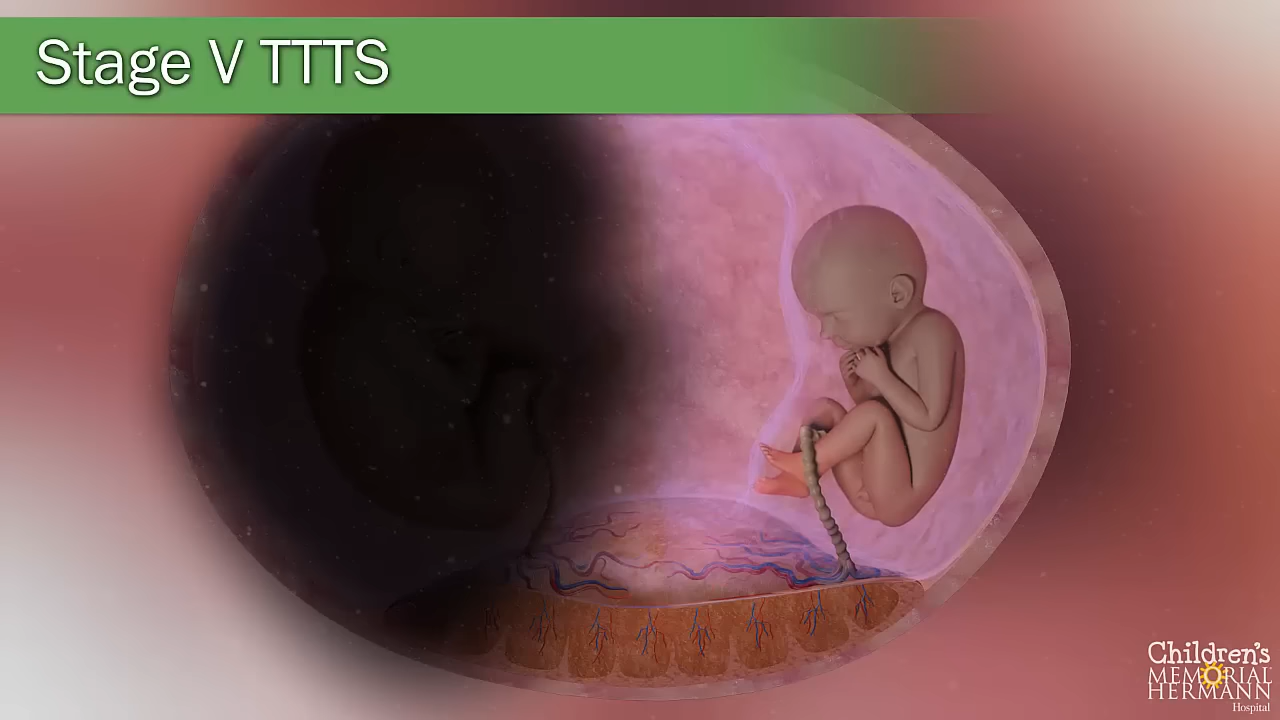 Stage V TTTS
Children's
MEMORIAL
HERMANN
Hospital